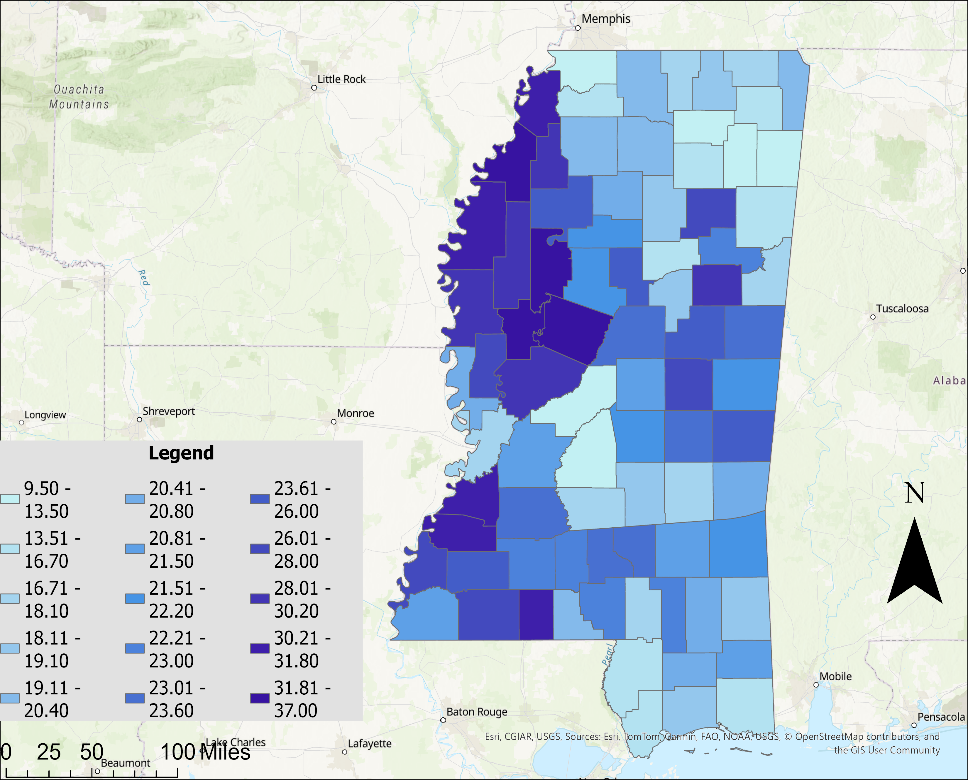 Memphis
Little Rock
Ouachita
Mountains
Red
Tuscaloosa
Alaba
Longview
Shreveport
Monroe
Legend
9.50 -
13.50
20.41 -
20.80
23.61 -
26.00
13.51 -
16.70
20.81 -
21.50
26.01 -
28.00
16.71 -
18.10
21.51 -
22.20
28.01 -
30.20
18.11 -
19.10
22.21 -
23.00
30.21 -
31.80
19.11 -
20.40
23.01 -
23.60
31.81 -
37.00
N
Pearl
Mobile
Baton Rouge
Pensacola
Esri, CGIAR, USGS. Sources: Esri, TomTom, Garmin, FAO, NOAA, USGS, © OpenStreetMap contributors, and
the GIS User Community
0 25 50 100 Miles
Lake Charles
Lafayette
Beaumont